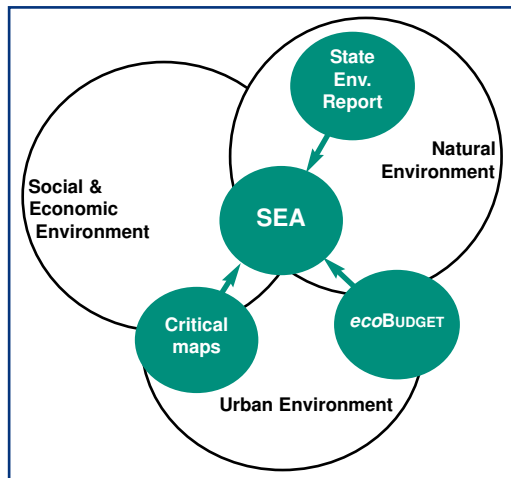 State
Env.
Report
Natural
Environment
Social &
Economic
Environment
SEA
Critical
maps
ecoBUDGET
Urban Environment